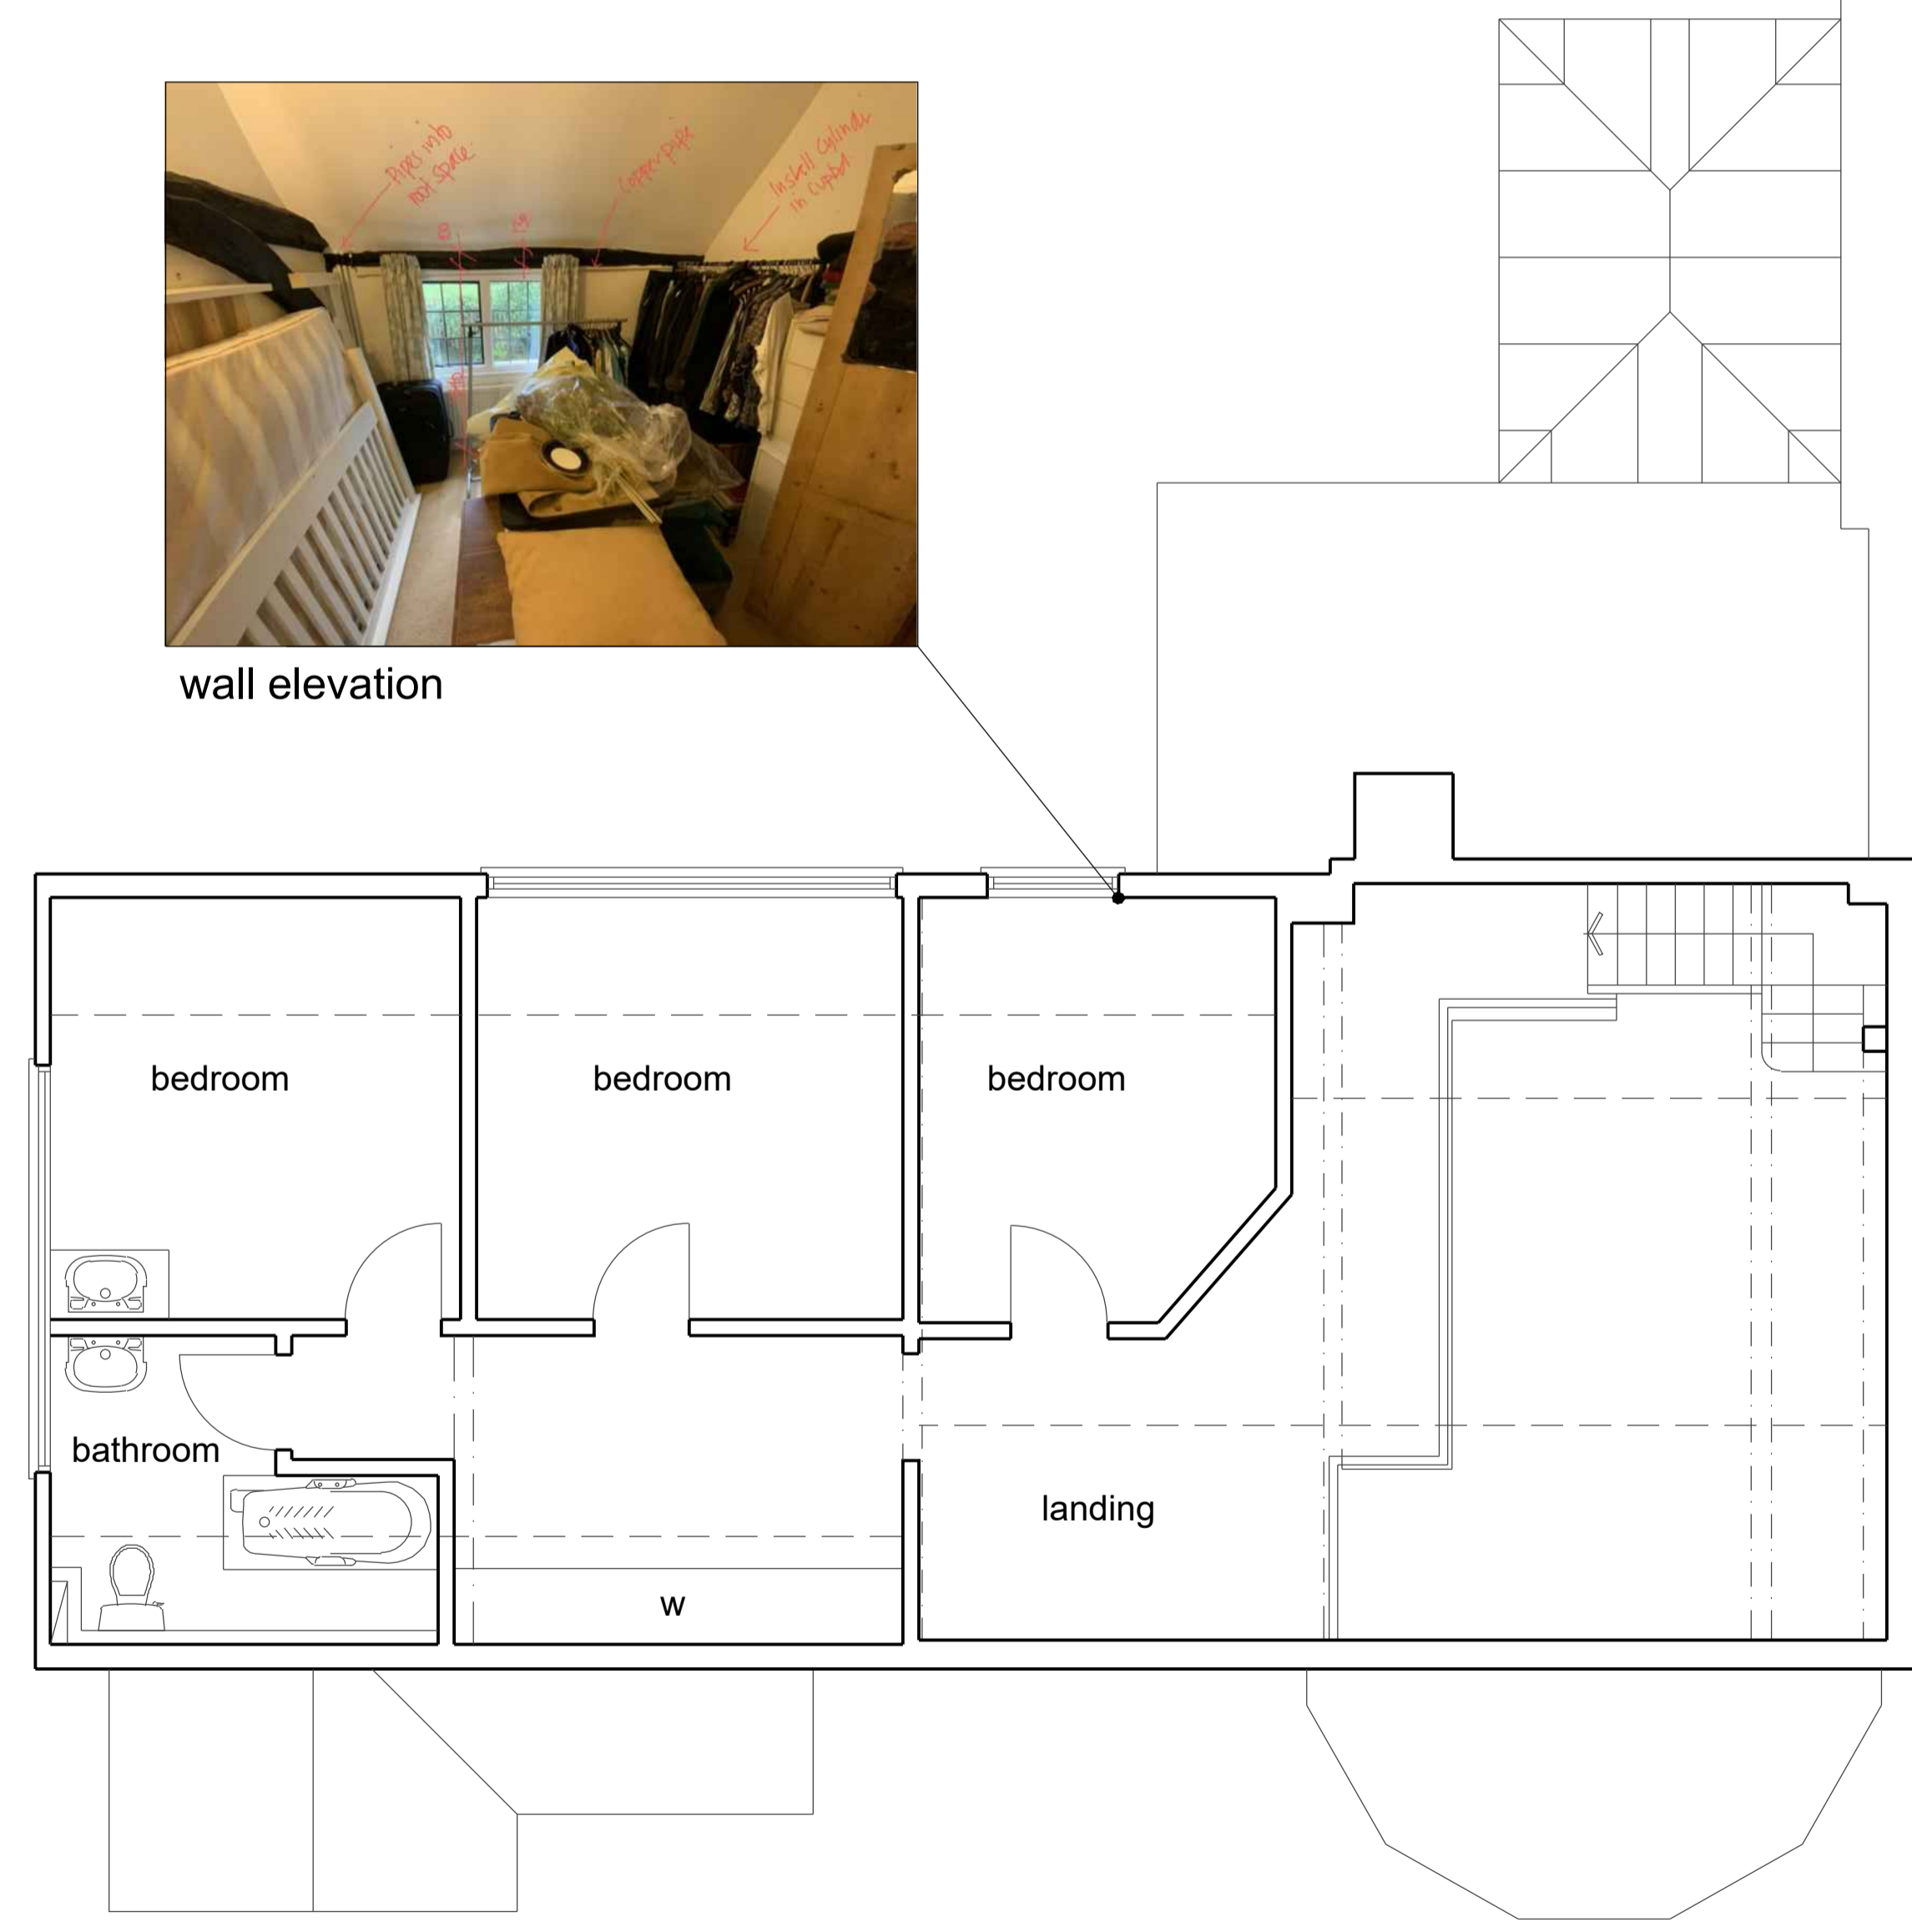 Pipes into
roof space
Copper pipe
Install cylinder
in cupbd
wall elevation
bedroom
bedroom
bedroom
bathroom
landing
w